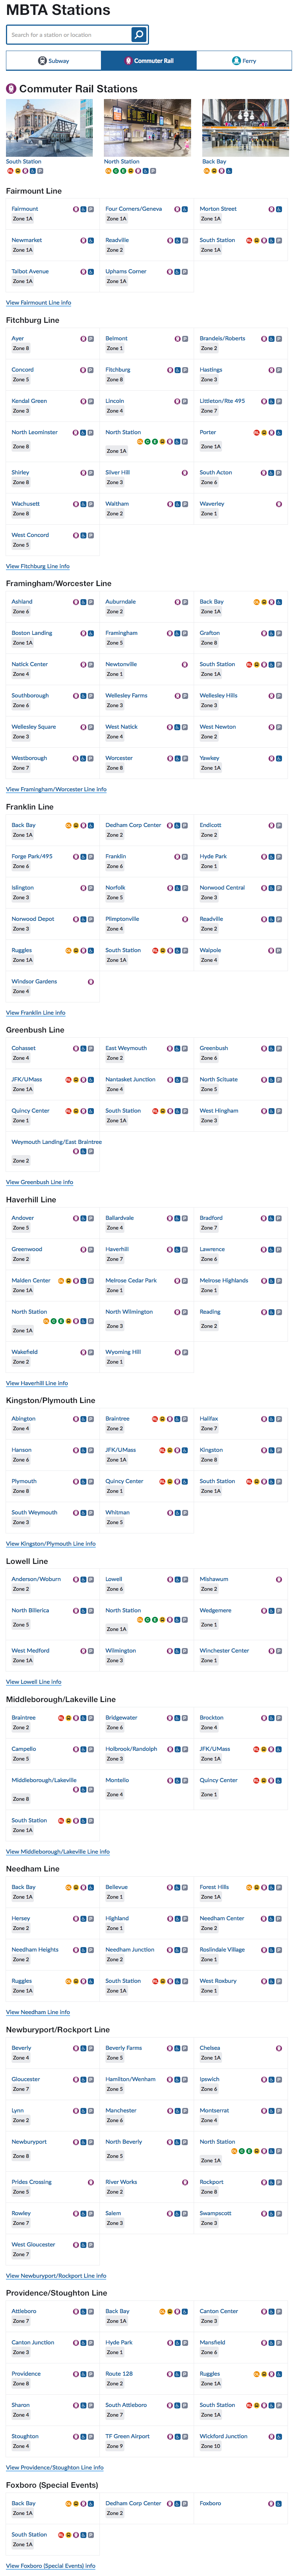 MBTA Stations
Search for a station or location
Subway
Commuter Rail
Ferry
Commuter Rail Stations
South Station
North Station
Back Bay
Fairmount Line
Fairmount
Zone 1A
Four Corners/Geneva
Zone 1A
Morton Street
Zone 1A
Newmarket
Zone 1A
Readville
Zone 2
South Station
Zone 1A
Talbot Avenue
Zone 1A
Uphams Corner
Zone 1A
View Fairmount Line info
Fitchburg Line
Ayer
Zone 8
Belmont
Zone 1
Brandeis/Roberts
Zone 2
Concord
Zone 5
Fitchburg
Zone 8
Hastings
Zone 3
Kendal Green
Zone 3
Lincoln
Zone 4
Littleton/Rte 495
Zone 7
North Leominster
Zone 8
North Station
Zone 1A
Porter
Zone 1A
Shirley
Zone 8
Silver Hill
Zone 3
South Acton
Zone 6
Wachusett
Zone 8
Waltham
Zone 2
Waverley
Zone 1
West Concord
Zone 5
View Fitchburg Line info
Framingham/Worcester Line
Ashland
Zone 6
Auburndale
Zone 2
Back Bay
Zone 1A
Boston Landing
Zone 1A
Framingham
Zone 5
Grafton
Zone 8
Natick Center
Zone 4
Newtonville
Zone 1
South Station
Zone 1A
Southborough
Zone 6
Wellesley Farms
Zone 3
Wellesley Hills
Zone 3
Wellesley Square
Zone 3
West Natick
Zone 4
West Newton
Zone 2
Westborough
Zone 7
Worcester
Zone 8
Yawkey
Zone 1A
View Framingham/Worcester Line info
Franklin Line
Back Bay
Zone 1A
Dedham Corp Center
Zone 2
Endicott
Zone 2
Forge Park/495
Zone 6
Franklin
Zone 6
Hyde Park
Zone 1
Islington
Zone 3
Norfolk
Zone 5
Norwood Central
Zone 3
Norwood Depot
Zone 3
Plimptonville
Zone 4
Readville
Zone 2
Ruggles
Zone 1A
South Station
Zone 1A
Walpole
Zone 4
Windsor Gardens
Zone 4
View Franklin Line info
Greenbush Line
Cohasset
Zone 4
East Weymouth
Zone 2
Greenbush
Zone 6
JFK/UMass
Zone 1A
Nantasket Junction
Zone 4
North Scituate
Zone 5
Quincy Center
Zone 1
South Station
Zone 1A
West Hingham
Zone 3
Weymouth Landing/East Braintree
Zone 2
View Greenbush Line info
Haverhill Line
Andover
Zone 5
Ballardvale
Zone 4
Bradford
Zone 7
Greenwood
Zone 2
Haverhill
Zone 7
Lawrence
Zone 6
Malden Center
Zone 1A
Melrose Cedar Park
Zone 1
Melrose Highlands
Zone 1
North Station
Zone 1A
North Wilmington
Zone 3
Reading
Zone 2
Wakefield
Zone 2
Wyoming Hill
Zone 1
View Haverhill Line info
Kingston/Plymouth Line
Abington
Zone 4
Braintree
Zone 2
Halifax
Zone 7
Hanson
Zone 6
JFK/UMass
Zone 1A
Kingston
Zone 8
Plymouth
Zone 8
Quincy Center
Zone 1
South Station
Zone 1A
South Weymouth
Zone 3
Whitman
Zone 5
View Kingston/Plymouth Line info
Lowell Line
Anderson/Woburn
Zone 2
Lowell
Zone 6
Mishawum
Zone 2
North Billerica
Zone 5
North Station
Zone 1A
Wedgemere
Zone 1
West Medford
Zone 1A
Wilmington
Zone 3
Winchester Center
Zone 1
View Lowell Line info
Middleborough/Lakeville Line
Braintree
Zone 2
Bridgewater
Zone 6
Brockton
Zone 4
Campello
Zone 5
Holbrook/Randolph
Zone 3
JFK/UMass
Zone 1A
Middleborough/Lakeville
Zone 8
Montello
Zone 4
Quincy Center
Zone 1
South Station
Zone 1A
View Middleborough/Lakeville Line info
Needham Line
Back Bay
Zone 1A
Bellevue
Zone 1
Forest Hills
Zone 1A
Hersey
Zone 2
Highland
Zone 1
Needham Center
Zone 2
Needham Heights
Zone 2
Needham Junction
Zone 2
Roslindale Village
Zone 1
Ruggles
Zone 1A
South Station
Zone 1A
West Roxbury
Zone 1
View Needham Line info
Newburyport/Rockport Line
Beverly
Zone 4
Beverly Farms
Zone 5
Chelsea
Zone 1A
Gloucester
Zone 7
Hamilton/Wenham
Zone 5
Ipswich
Zone 6
Lynn
Zone 2
Manchester
Zone 6
Montserrat
Zone 4
Newburyport
Zone 8
North Beverly
Zone 5
North Station
Zone 1A
Prides Crossing
Zone 5
River Works
Zone 2
Rockport
Zone 8
Rowley
Zone 7
Salem
Zone 3
Swampscott
Zone 3
West Gloucester
Zone 7
View Newburyport/Rockport Line info
Providence/Stoughton Line
Attleboro
Zone 7
Back Bay
Zone 1A
Canton Center
Zone 3
Canton Junction
Zone 3
Hyde Park
Zone 1
Mansfield
Zone 6
Providence
Zone 8
Route 128
Zone 2
Ruggles
Zone 1A
Sharon
Zone 4
South Attleboro
Zone 7
South Station
Zone 1A
Stoughton
Zone 4
TF Green Airport
Zone 9
Wickford Junction
Zone 10
View Providence/Stoughton Line info
Foxboro (Special Events)
Back Bay
Zone 1A
Dedham Corp Center
Zone 2
Foxboro
South Station
Zone 1A
View Foxboro (Special Events) info